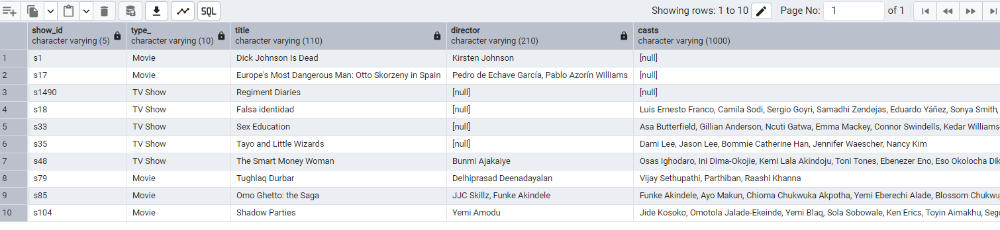 SQL Showing rows: 1 to 10 Page No: 1 of 1
show_id type_ title director casts
character varying (5) character varying (10) character varying (110) character varying (210) character varying (1000)
1 s1 Movie Dick Johnson Is Dead Kirsten Johnson [null]
2 s17 Movie Europe's Most Dangerous Man: Otto Skorzeny in Spain Pedro de Echave García, Pablo Azorín Williams [null]
3 s1490 TV Show Regiment Diaries [null] [null]
4 s18 TV Show Falsa identidad [null] Luis Ernesto Franco, Camila Sodi, Sergio Goyri, Samadhi Zendejas, Eduardo Yáñez, Sonya Smith,
5 s33 TV Show Sex Education [null] Asa Butterfield, Gillian Anderson, Ncuti Gatwa, Emma Mackey, Connor Swindells, Kedar Williams-
6 s35 TV Show Tayo and Little Wizards [null] Dami Lee, Jason Lee, Bommie Catherine Han, Jennifer Waescher, Nancy Kim
7 s48 TV Show The Smart Money Woman Bunmi Ajakaiye Osas Ighodaro, Ini Dima-Okojie, Kemi Lala Akindoju, Toni Tones, Ebenezer Eno, Eso Okolocha
8 s79 Movie Tughlaq Durbar Delhiprasad Deenadayalan Vijay Sethupathi, Parthiban, Raashi Khanna
9 s85 Movie Omo Ghetto: the Saga JJC Skillz, Funke Akindele Funke Akindele, Ayo Makun, Chioma Chukwuka Akpotha, Yemi Eberechi Alade, Blossom
10 s104 Movie Shadow Parties Yemi Amodu Jide Kosoko, Omotola Jalade-Ekeinde, Yemi Blaq, Sola Sobowale, Ken Erics, Toyin Aimakhu,